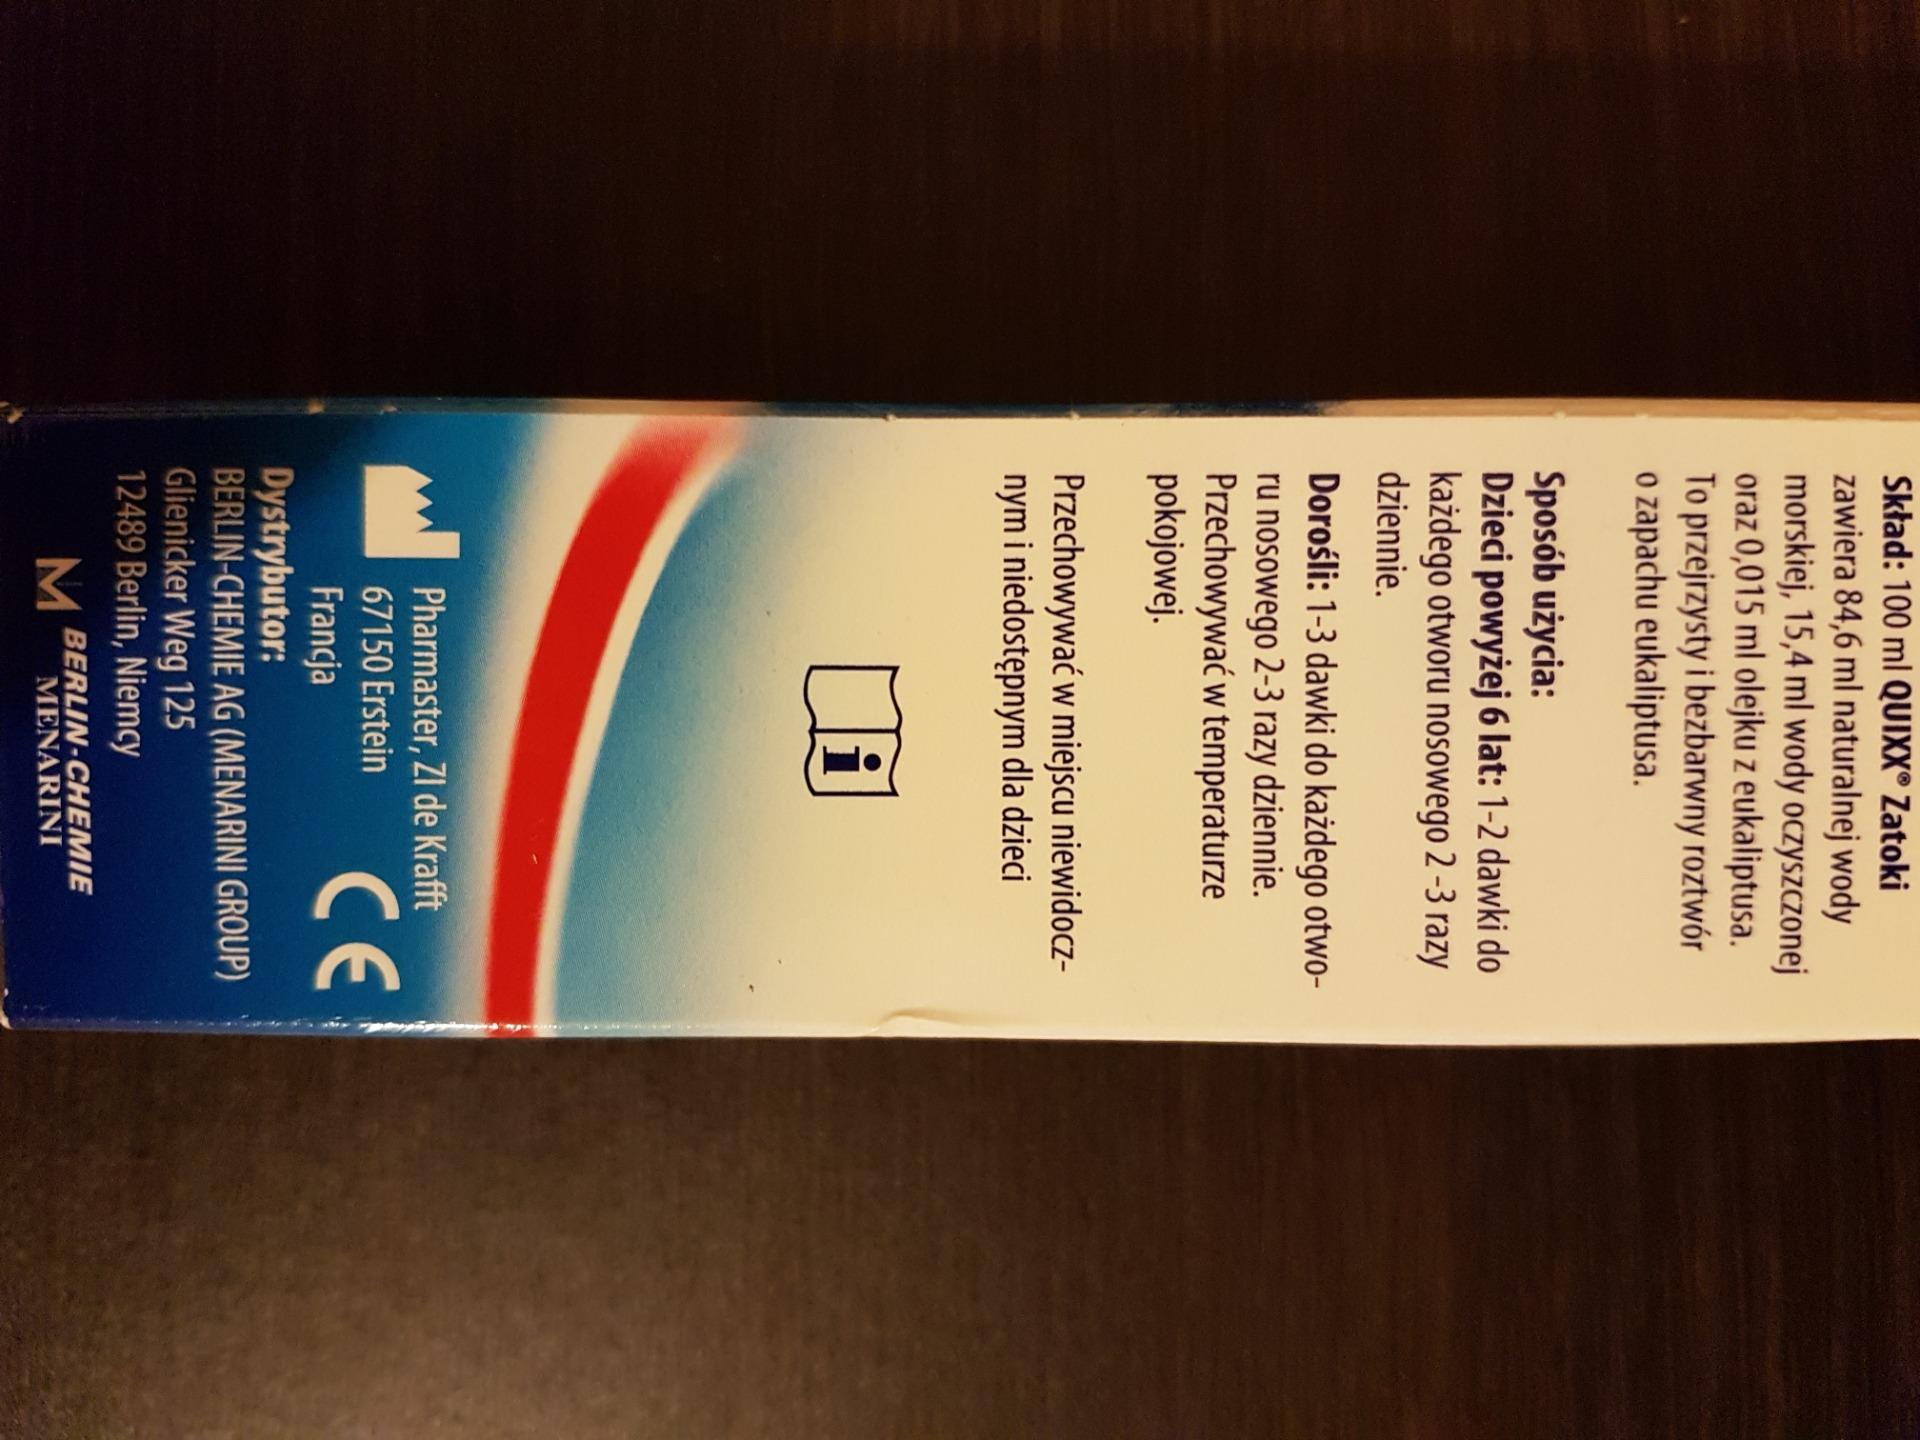 Skład: 100 ml QUIXX® Zatoki
zawiera 84,6 ml naturalnej wody
morskiej, 15,4 ml wody oczyszczonej
oraz 0,015 ml olejku z eukaliptusa.
To przejrzysty i bezbarwny roztwór
o zapachu eukaliptusa.
Sposób użycia:
Dzieci powyżej 6 lat: 1-2 dawki do
każdego otworu nosowego 2 -3 razy
dziennie.
Dorośli: 1-3 dawki do każdego otwo-
ru nosowego 2-3 razy dziennie.
Przechowywać w temperaturze
pokojowej.
Przechowywać w miejscu niewidocz-
nym i niedostępnym dla dzieci
i
Pharmaster, ZI de Krafft
67150 Erstein
Francja
CE
Dystrybutor:
BERLIN-CHEMIE AG (MENARINI GROUP)
Glienicker Weg 125
12489 Berlin, Niemcy
BERLIN-CHEMIE
MENARINI